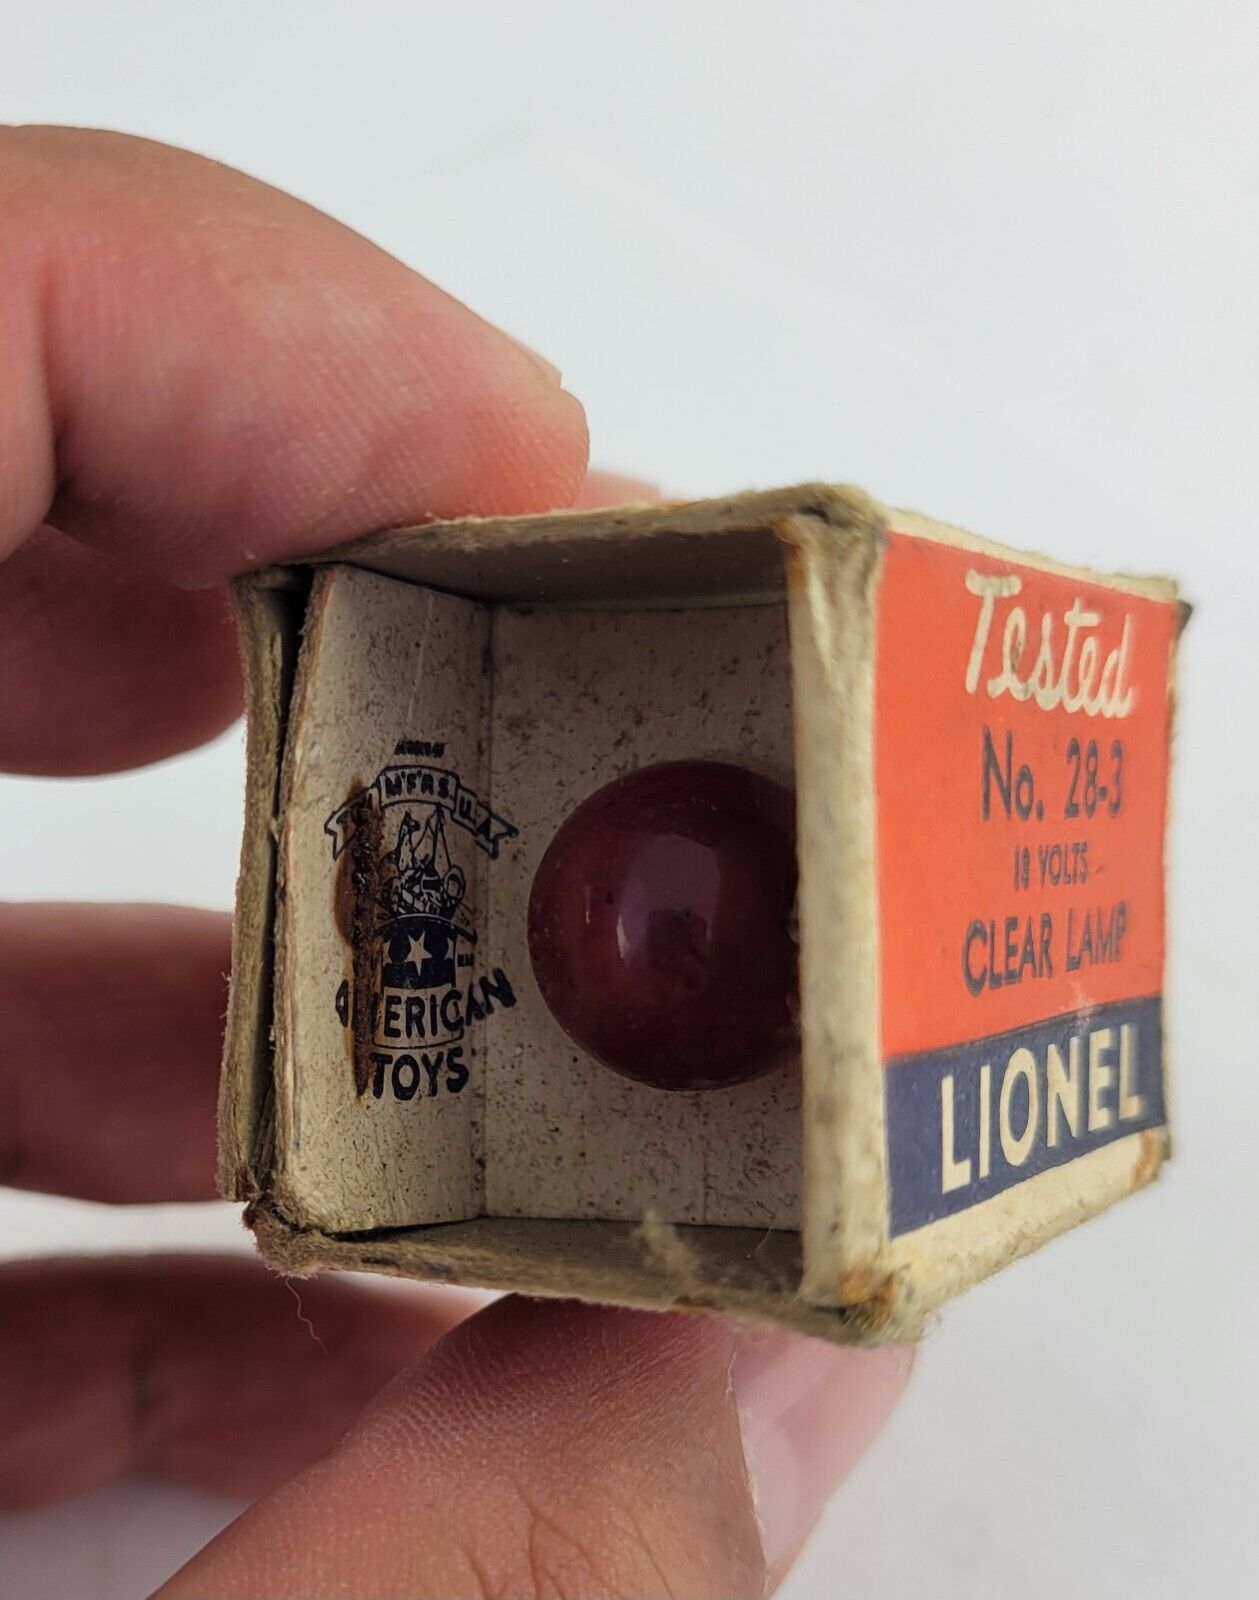 M'F'RS. U.
AMERICAN
TOYS
Tested
No. 28-3
18 VOLTS
CLEAR LAMP
LIONEL